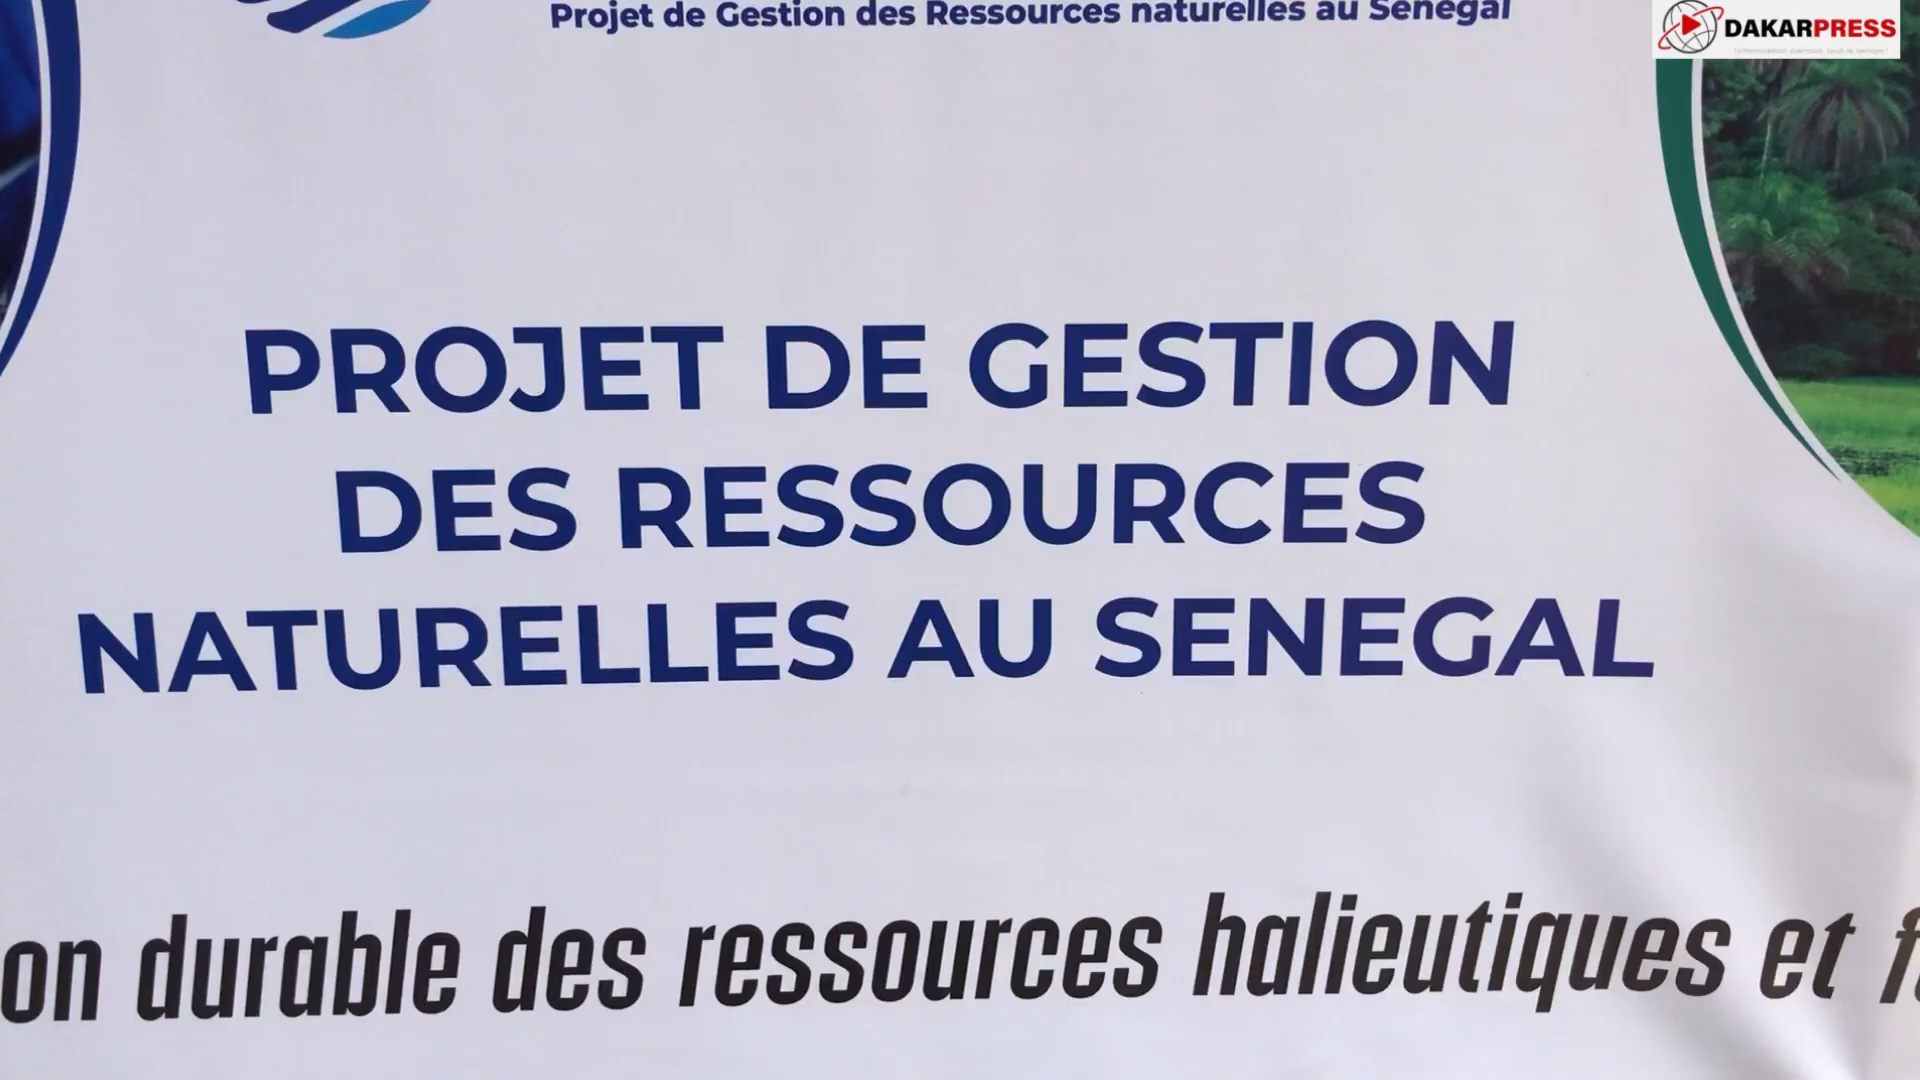 Projet de Gestion des Ressources naturelles au Sénégal
DAKARPRESS
PROJET DE GESTION
DES RESSOURCES
NATURELLES AU SENEGAL
on durable des ressources halieutiques et f